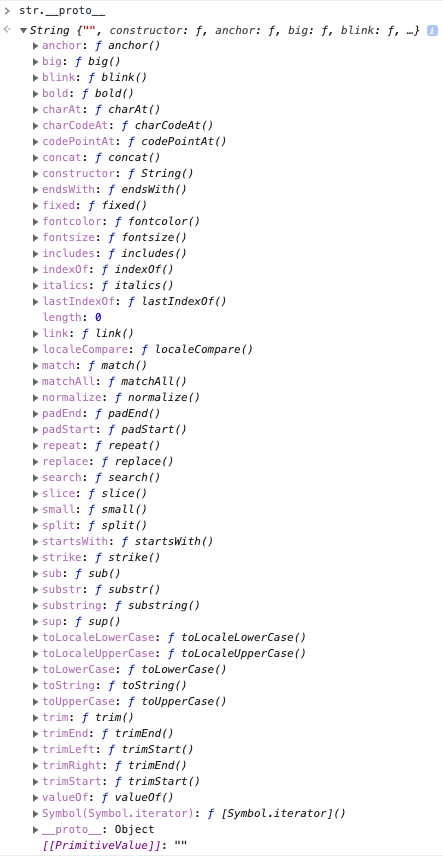 str.__proto__
String {"", constructor: ƒ, anchor: ƒ, big: ƒ, blink: ƒ, …} i
anchor: ƒ anchor()
big: ƒ big()
blink: ƒ blink()
bold: ƒ bold()
charAt: ƒ charAt()
charCodeAt: ƒ charCodeAt()
codePointAt: ƒ codePointAt()
concat: ƒ concat()
constructor: ƒ String()
endsWith: ƒ endsWith()
fixed: ƒ fixed()
fontcolor: ƒ fontcolor()
fontsize: ƒ fontsize()
includes: ƒ includes()
indexOf: ƒ indexOf()
italics: ƒ italics()
lastIndexOf: ƒ lastIndexOf()
length: 0
link: ƒ link()
localeCompare: ƒ localeCompare()
match: ƒ match()
matchAll: ƒ matchAll()
normalize: ƒ normalize()
padEnd: ƒ padEnd()
padStart: ƒ padStart()
repeat: ƒ repeat()
replace: ƒ replace()
search: ƒ search()
slice: ƒ slice()
small: ƒ small()
split: ƒ split()
startsWith: ƒ startsWith()
strike: ƒ strike()
sub: ƒ sub()
substr: ƒ substr()
substring: ƒ substring()
sup: ƒ sup()
toLocaleLowerCase: ƒ toLocaleLowerCase()
toLocaleUpperCase: ƒ toLocaleUpperCase()
toLowerCase: ƒ toLowerCase()
toString: ƒ toString()
toUpperCase: ƒ toUpperCase()
trim: ƒ trim()
trimEnd: ƒ trimEnd()
trimLeft: ƒ trimStart()
trimRight: ƒ trimEnd()
trimStart: ƒ trimStart()
valueOf: ƒ valueOf()
Symbol(Symbol.iterator): ƒ [Symbol.iterator]()
__proto__: Object
[[PrimitiveValue]]: ""